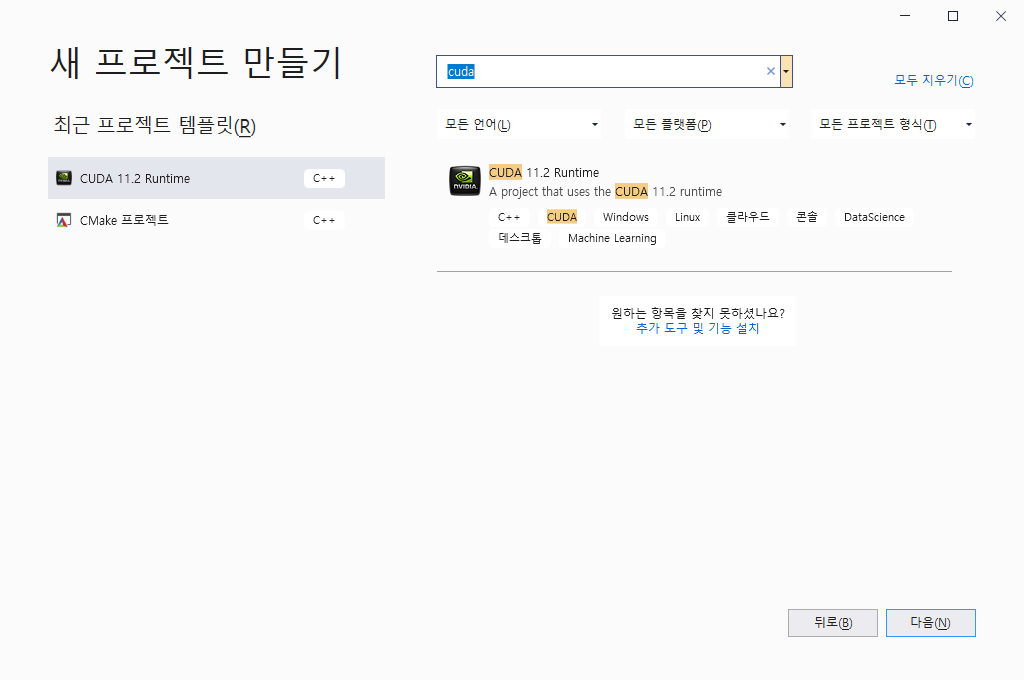 새 프로젝트 만들기
최근 프로젝트 템플릿(R)
CUDA 11.2 Runtime C++
CMake 프로젝트 C++
cuda
모두 지우기(C)
모든 언어(L) 모든 플랫폼(P) 모든 프로젝트 형식(T)
NVIDIA. CUDA 11.2 Runtime
A project that uses the CUDA 11.2 runtime
C++ CUDA Windows Linux 클라우드 콘솔 DataScience
데스크톱 Machine Learning
원하는 항목을 찾지 못하셨나요?
추가 도구 및 기능 설치
뒤로(B) 다음(N)